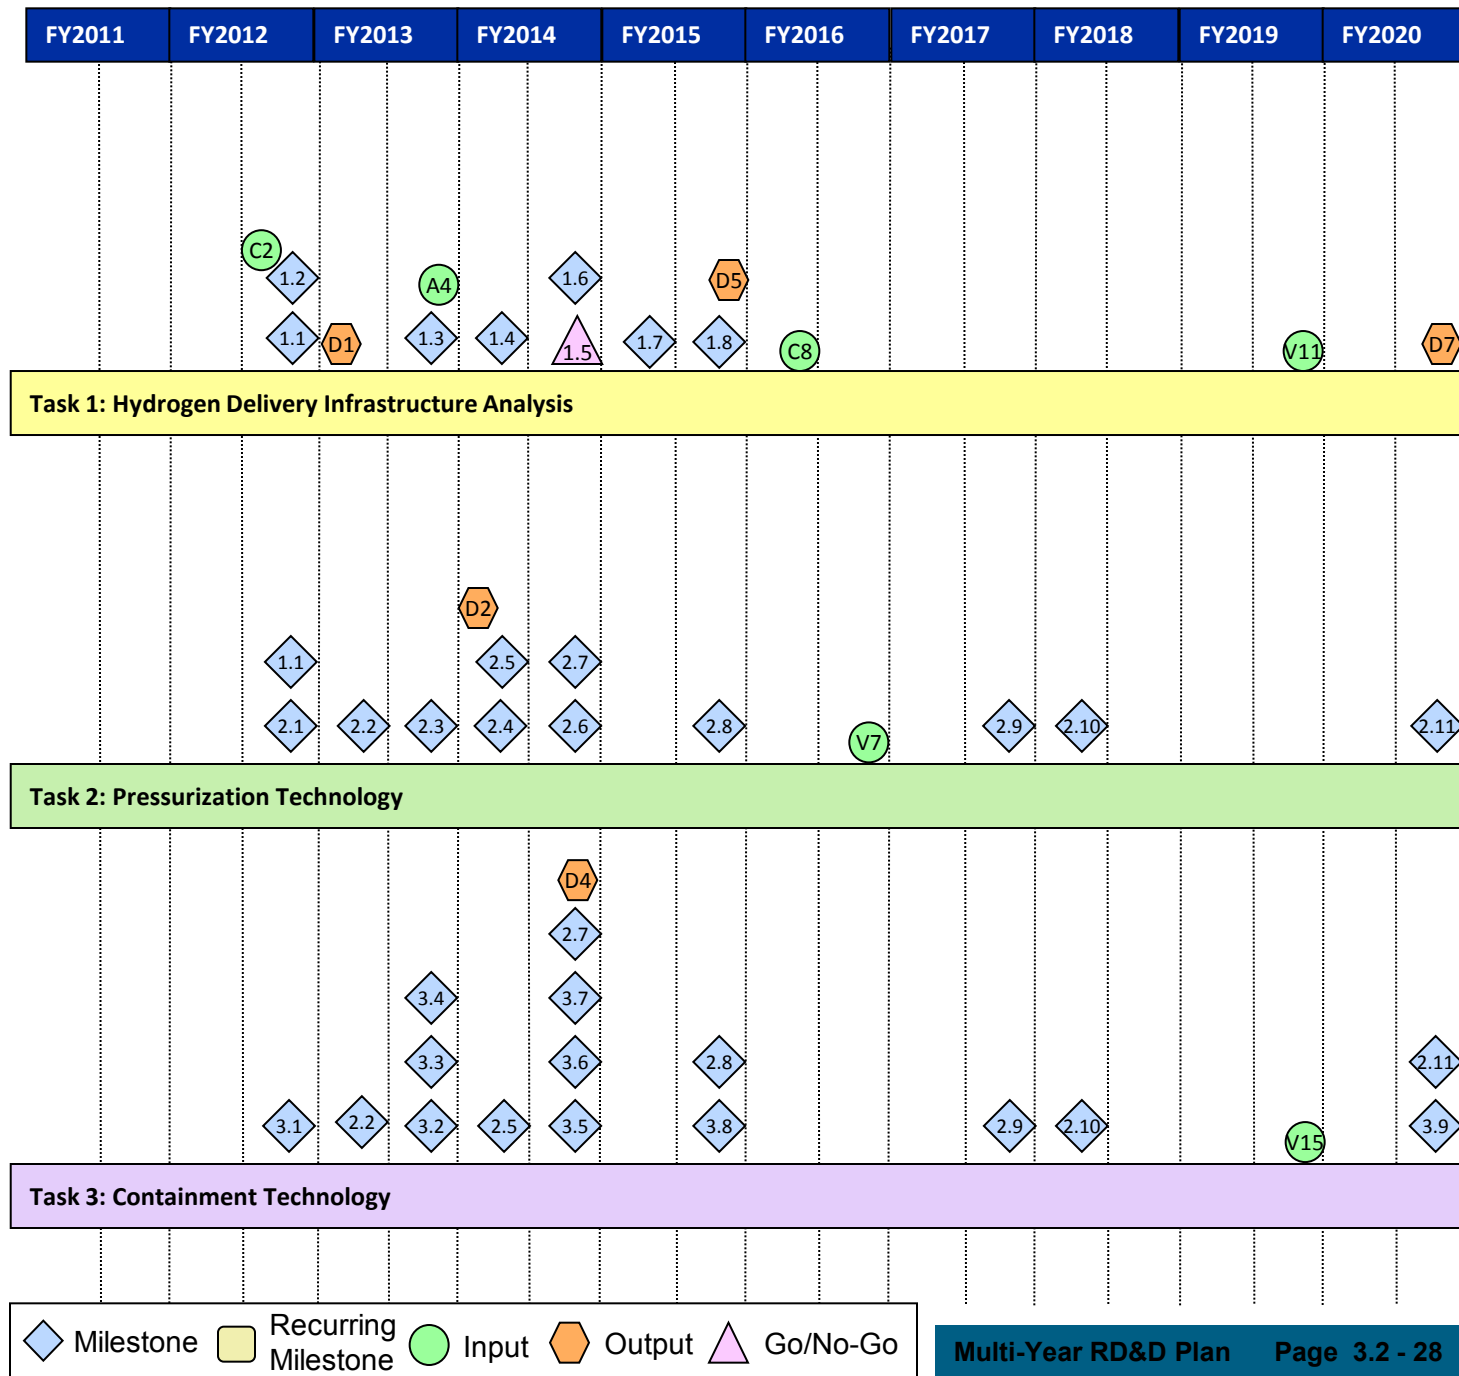 FY2011 FY2012 FY2013 FY2014 FY2015 FY2016 FY2017 FY2018 FY2019 FY2020
C2
1.2 A4 1.6 D5
1.1 D1 1.3 1.4 1.5 1.7 1.8 C8 V11 D7
Task 1: Hydrogen Delivery Infrastructure Analysis
D2
1.1 2.5 2.7
2.1 2.2 2.3 2.4 2.6 2.8 V7 2.9 2.10 2.11
Task 2: Pressurization Technology
D4
2.7
3.4 3.7
3.3 3.6 2.8 2.11
3.1 2.2 3.2 2.5 3.5 3.8 2.9 2.10 V15 3.9
Task 3: Containment Technology
Milestone Recurring Milestone Input Output Go/No-Go
Multi-Year RD&D Plan Page 3.2 - 28